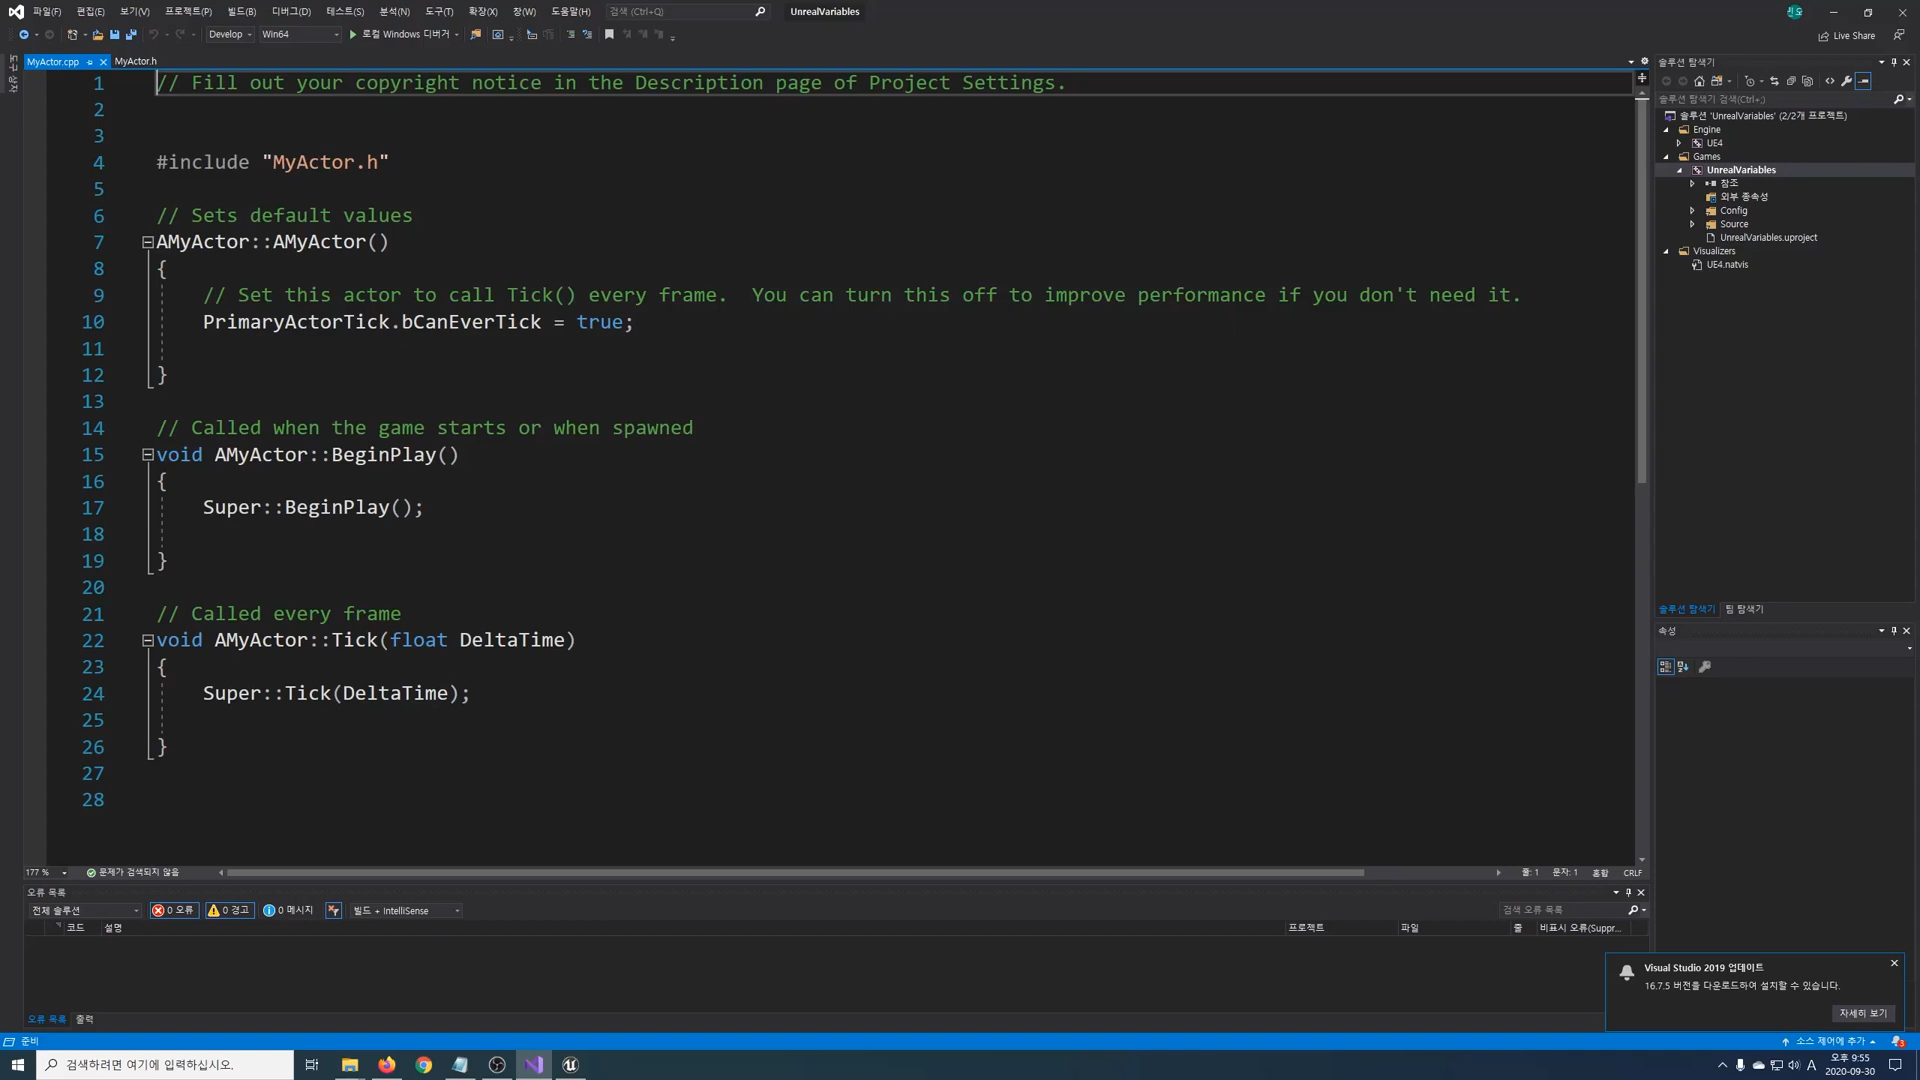 파일(F) 편집(E) 보기(V) 프로젝트(P) 빌드(B) 디버그(D) 테스트(S) 분석(N) 도구(T) 확장(X) 창(W) 도움말(H) 검색 (Ctrl+Q) UnrealVariables
Develop Win64 로컬 Windows 디버거 Live Share
MyActor.cpp MyActor.h
1 // Fill out your copyright notice in the Description page of Project Settings.
2
3
4 #include "MyActor.h"
5
6 // Sets default values
7 AMyActor::AMyActor()
8 {
9 // Set this actor to call Tick() every frame.  You can turn this off to improve performance if you don't need it.
10 PrimaryActorTick.bCanEverTick = true;
11
12 }
13
14 // Called when the game starts or when spawned
15 void AMyActor::BeginPlay()
16 {
17 Super::BeginPlay();
18
19 }
20
21 // Called every frame
22 void AMyActor::Tick(float DeltaTime)
23 {
24 Super::Tick(DeltaTime);
25
26 }
27
28
177 % 문제가 검색되지 않음 줄: 1 문자: 1 혼합 CRLF
오류 목록
전체 솔루션 0 오류 0 경고 0 메시지 빌드 + IntelliSense 검색 오류 목록
코드 설명 프로젝트 파일 줄 비표시 오류(Suppr...
오류 목록 출력
솔루션 탐색기
솔루션 탐색기 검색(Ctrl+;)
솔루션 'UnrealVariables' (2/2개 프로젝트)
Engine
UE4
Games
UnrealVariables
참조
외부 종속성
Config
Source
UnrealVariables.uproject
Visualizers
UE4.natvis
솔루션 탐색기 팀 탐색기
속성
Visual Studio 2019 업데이트
16.7.5 버전을 다운로드하여 설치할 수 있습니다.
자세히 보기
준비 소스 제어에 추가
검색하려면 여기에 입력하십시오.
A 오후 9:55
2020-09-30